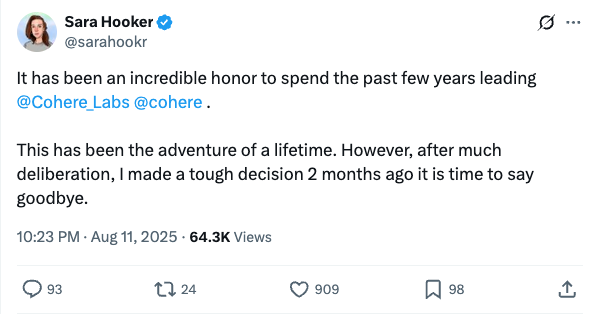 Sara Hooker
@sarahookr
It has been an incredible honor to spend the past few years leading
@Cohere_Labs @cohere .
This has been the adventure of a lifetime. However, after much
deliberation, I made a tough decision 2 months ago it is time to say
goodbye.
10:23 PM · Aug 11, 2025 · 64.3K Views
93 24 909 98